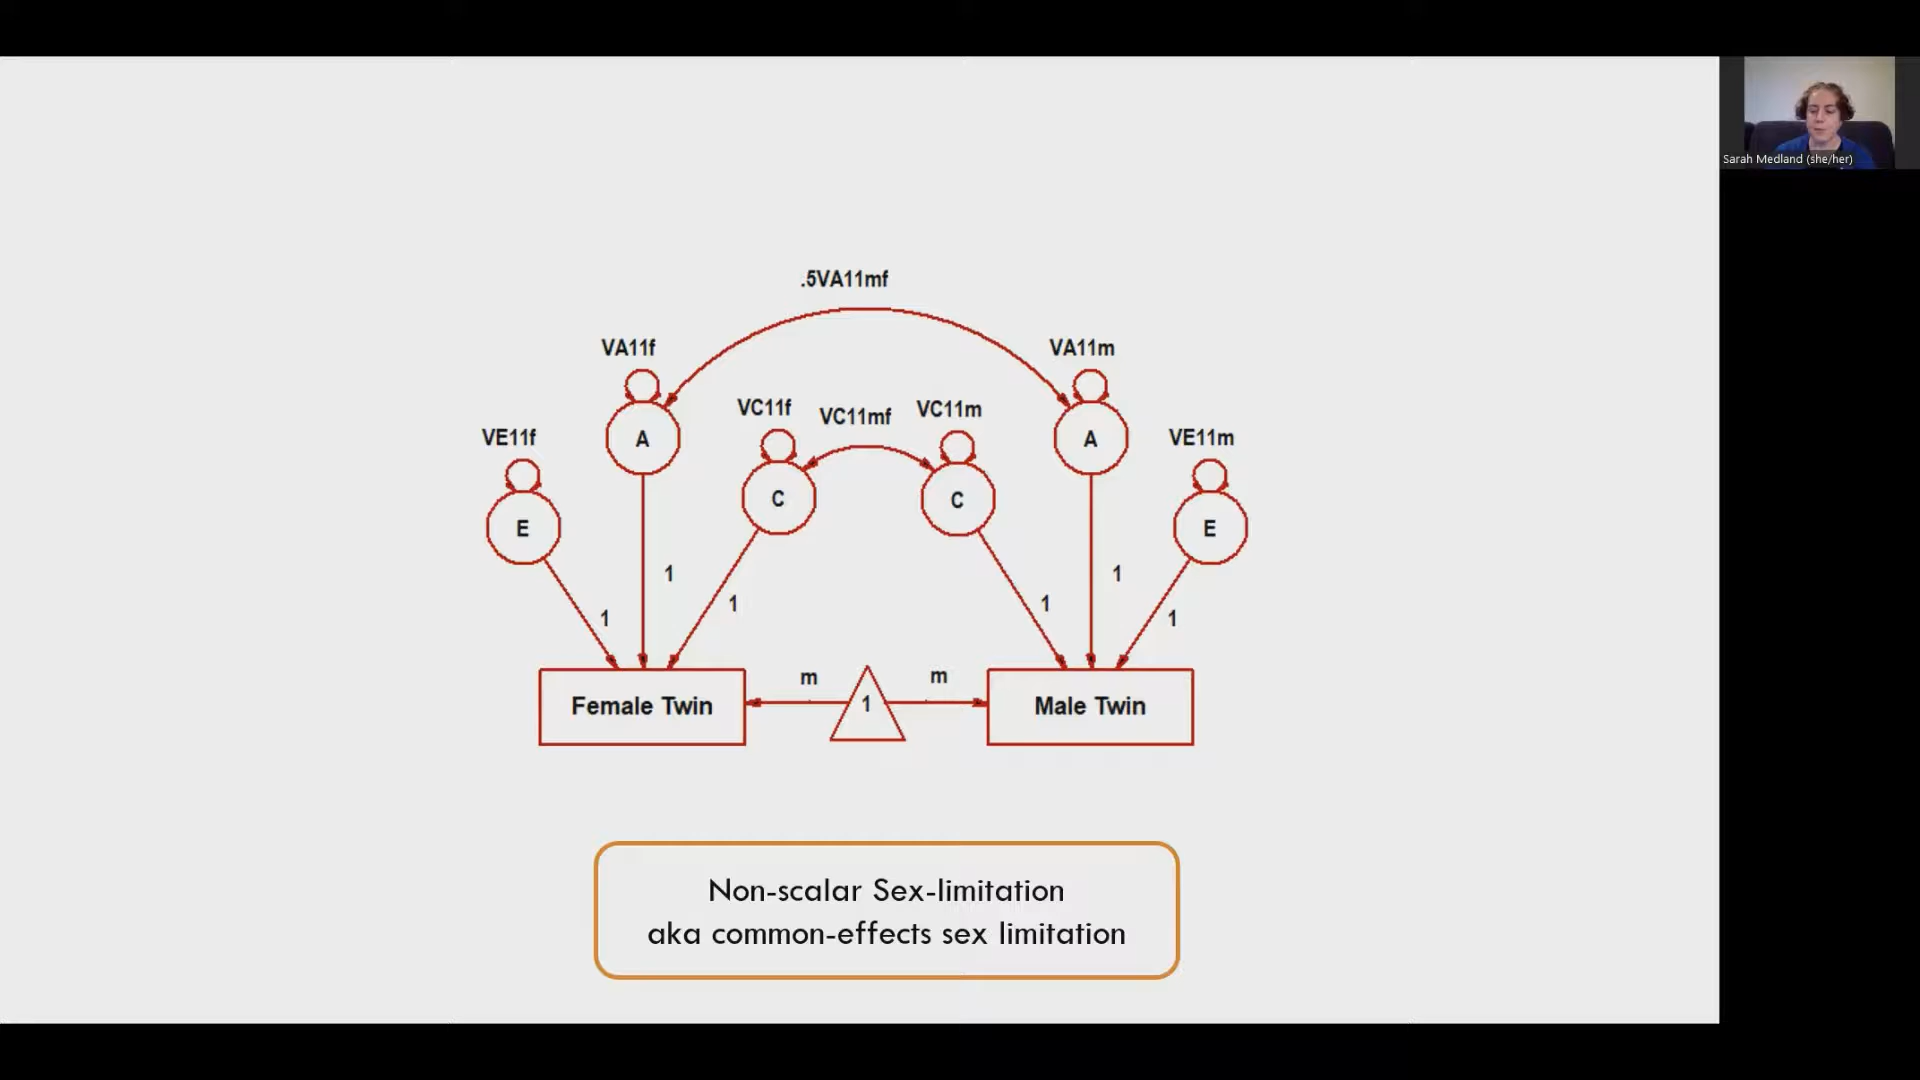 Sarah Medland (she/her)
.5VA11mf
VA11f
VA11m
VC11f
VC11mf
VC11m
VE11f
VE11m
A
A
C
C
E
E
1
1
1
1
1
1
m
m
Female Twin
1
Male Twin
Non-scalar Sex-limitation
aka common-effects sex limitation